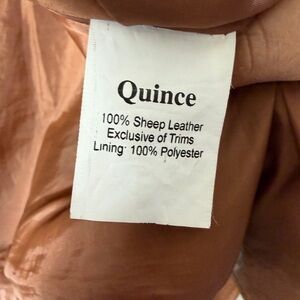 Quince
100% Sheep Leather
Exclusive of Trims
Lining: 100% Polyester